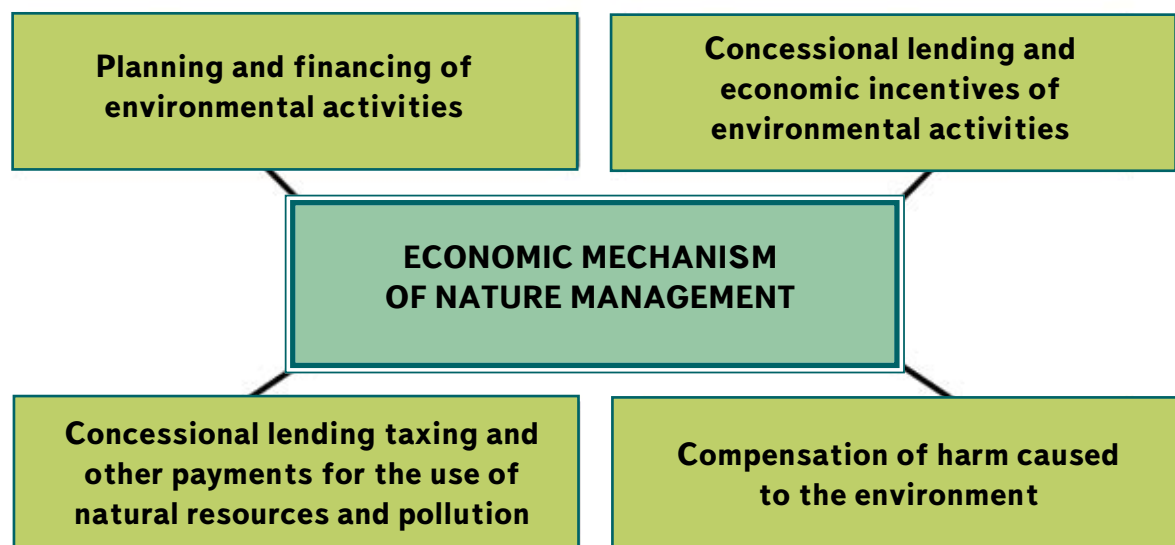 Planning and financing of
environmental activities
Concessional lending and
economic incentives of
environmental activities
ECONOMIC MECHANISM
OF NATURE MANAGEMENT
Concessional lending taxing and
other payments for the use of
natural resources and pollution
Compensation of harm caused
to the environment